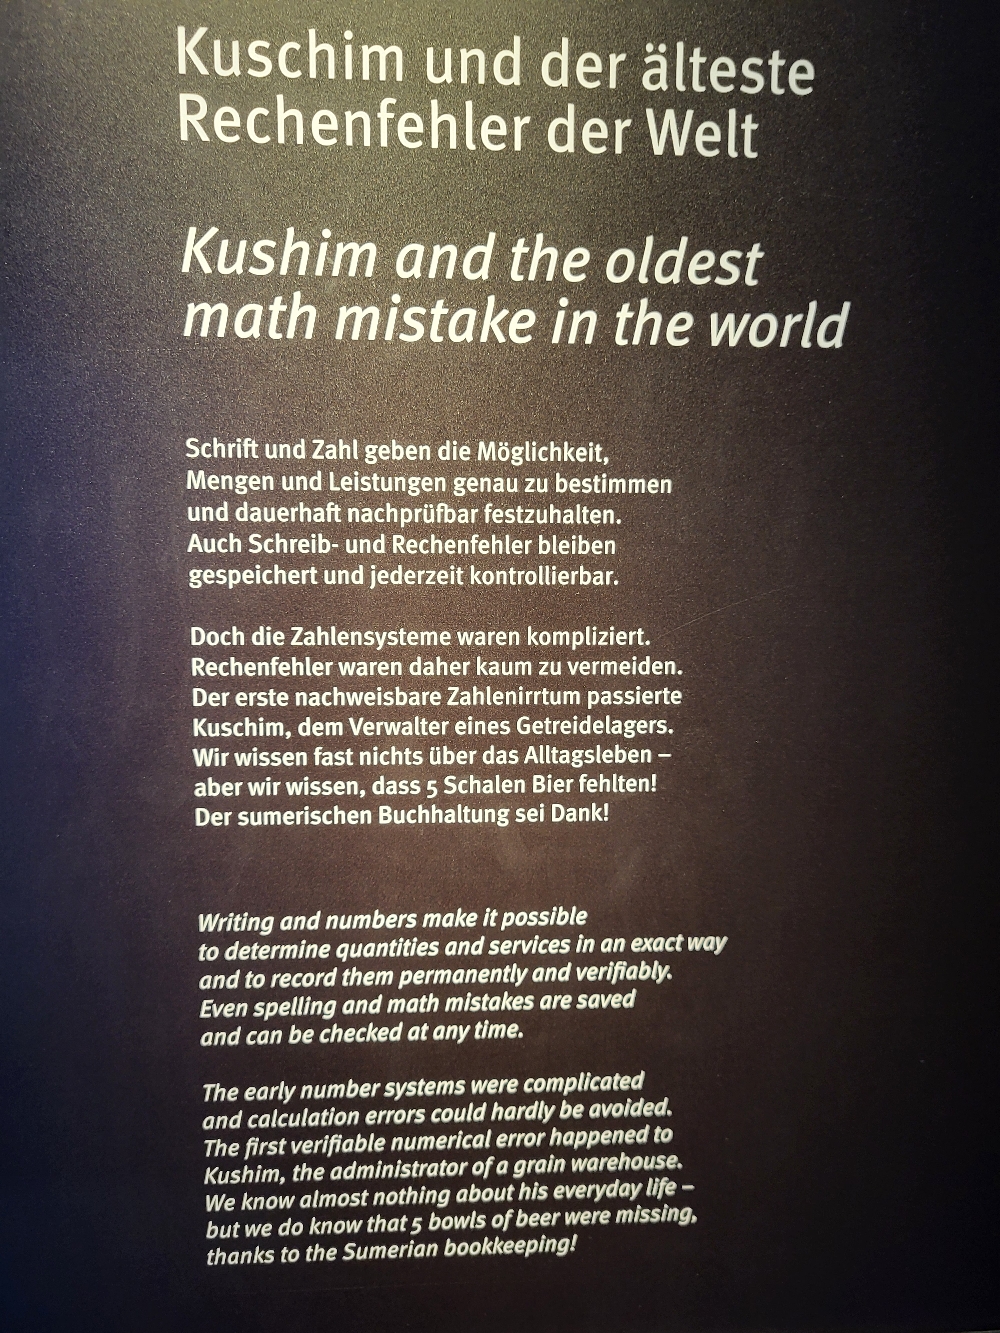 Kuschim und der älteste
Rechenfehler der Welt
Kushim and the oldest
math mistake in the world
Schrift und Zahl geben die Möglichkeit,
Mengen und Leistungen genau zu bestimmen
und dauerhaft nachprüfbar festzuhalten.
Auch Schreib- und Rechenfehler bleiben
gespeichert und jederzeit kontrollierbar.
Doch die Zahlensysteme waren kompliziert.
Rechenfehler waren daher kaum zu vermeiden.
Der erste nachweisbare Zahlenirrtum passierte
Kuschim, dem Verwalter eines Getreidelagers.
Wir wissen fast nichts über das Alltagsleben –
aber wir wissen, dass 5 Schalen Bier fehlten!
Der sumerischen Buchhaltung sei Dank!
Writing and numbers make it possible
to determine quantities and services in an exact way
and to record them permanently and verifiably.
Even spelling and math mistakes are saved
and can be checked at any time.
The early number systems were complicated
and calculation errors could hardly be avoided.
The first verifiable numerical error happened to
Kushim, the administrator of a grain warehouse.
We know almost nothing about his everyday life –
but we do know that 5 bowls of beer were missing,
thanks to the Sumerian bookkeeping!